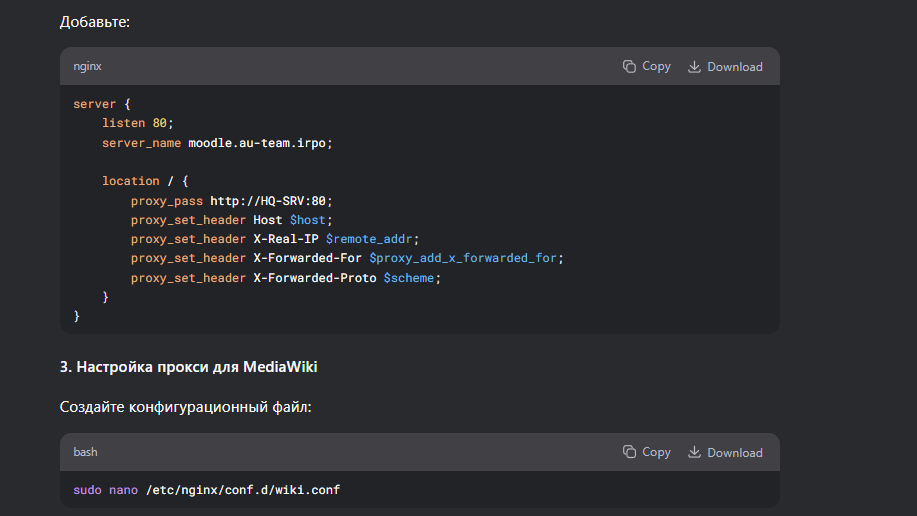 Добавьте:
nginx
Copy
Download
server {
    listen 80;
    server_name moodle.au-team.irpo;

    location / {
        proxy_pass http://HQ-SRV:80;
        proxy_set_header Host $host;
        proxy_set_header X-Real-IP $remote_addr;
        proxy_set_header X-Forwarded-For $proxy_add_x_forwarded_for;
        proxy_set_header X-Forwarded-Proto $scheme;
    }
}
3. Настройка прокси для MediaWiki
Создайте конфигурационный файл:
bash
Copy
Download
sudo nano /etc/nginx/conf.d/wiki.conf